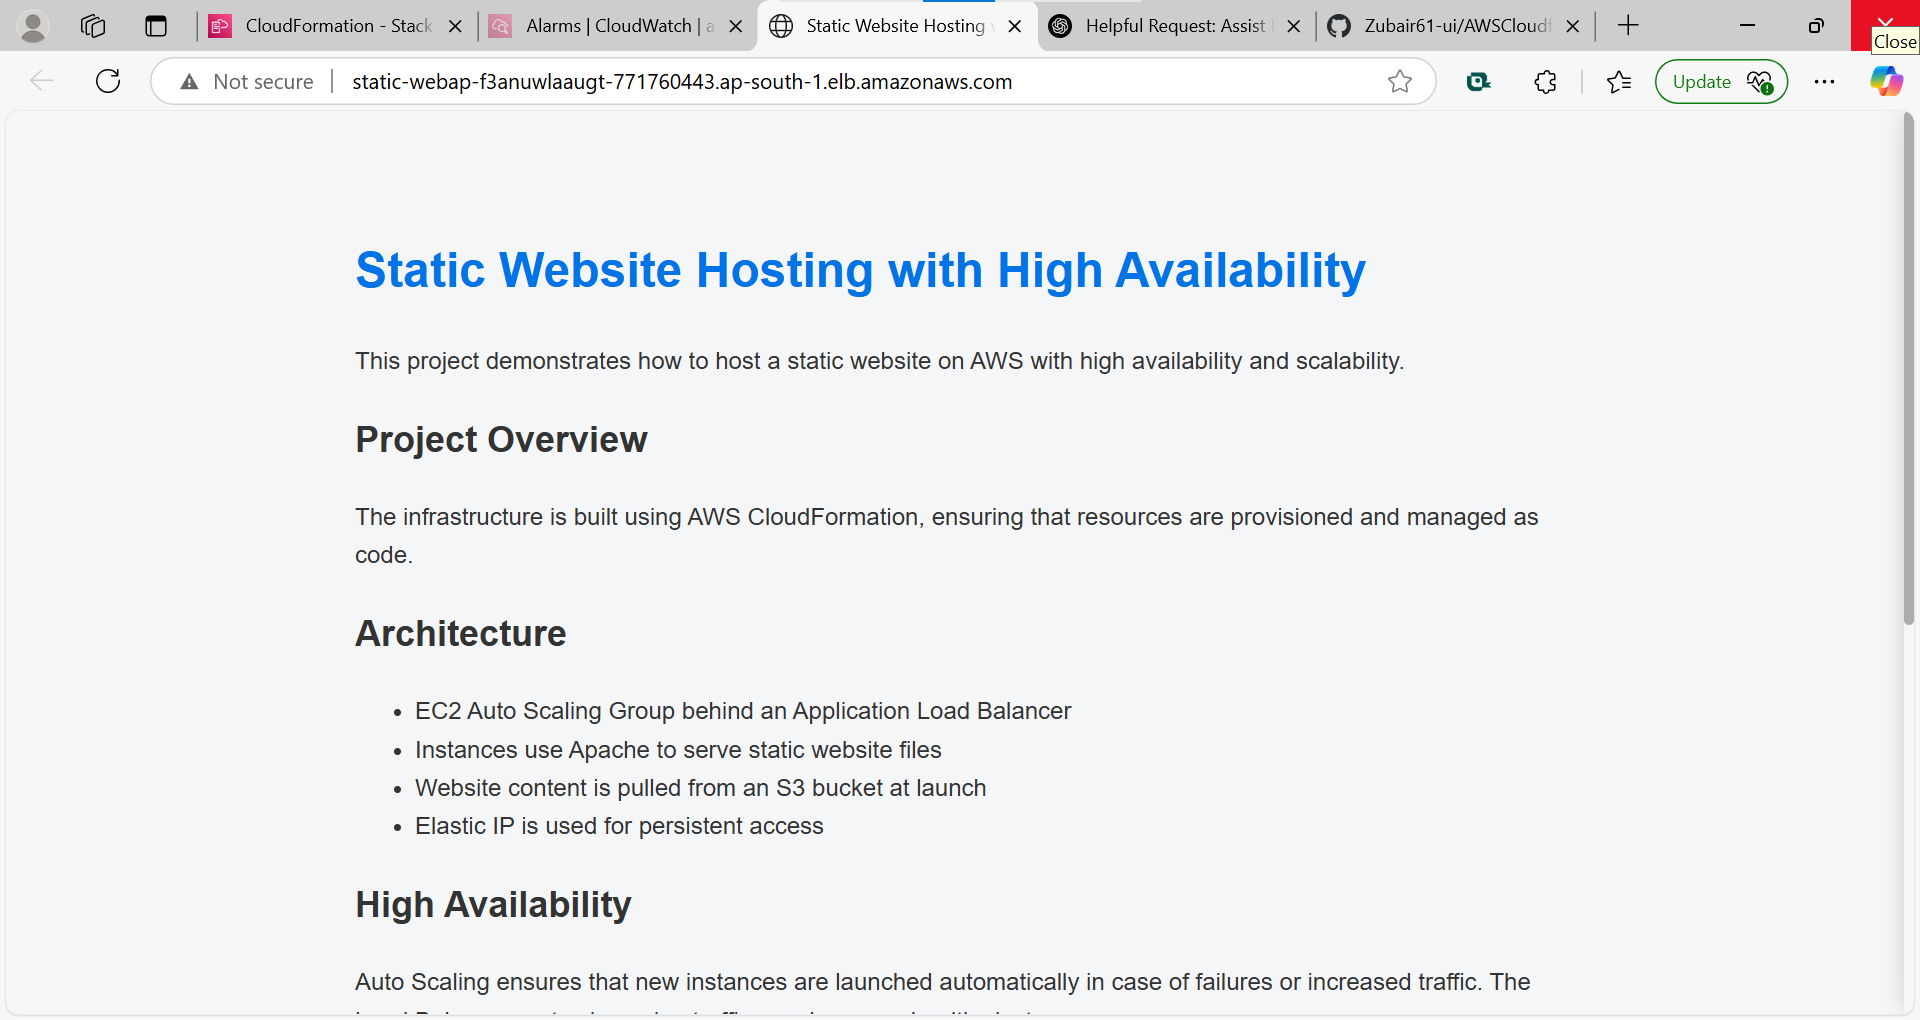 CloudFormation - Stack
Alarms | CloudWatch | a
Static Website Hosting
Helpful Request: Assist
Zubair61-ui/AWSCloudf
Close
Not secure
static-webap-f3anuwlaaugt-771760443.ap-south-1.elb.amazonaws.com
Update
Static Website Hosting with High Availability
This project demonstrates how to host a static website on AWS with high availability and scalability.
Project Overview
The infrastructure is built using AWS CloudFormation, ensuring that resources are provisioned and managed as
code.
Architecture
• EC2 Auto Scaling Group behind an Application Load Balancer
• Instances use Apache to serve static website files
• Website content is pulled from an S3 bucket at launch
• Elastic IP is used for persistent access
High Availability
Auto Scaling ensures that new instances are launched automatically in case of failures or increased traffic. The